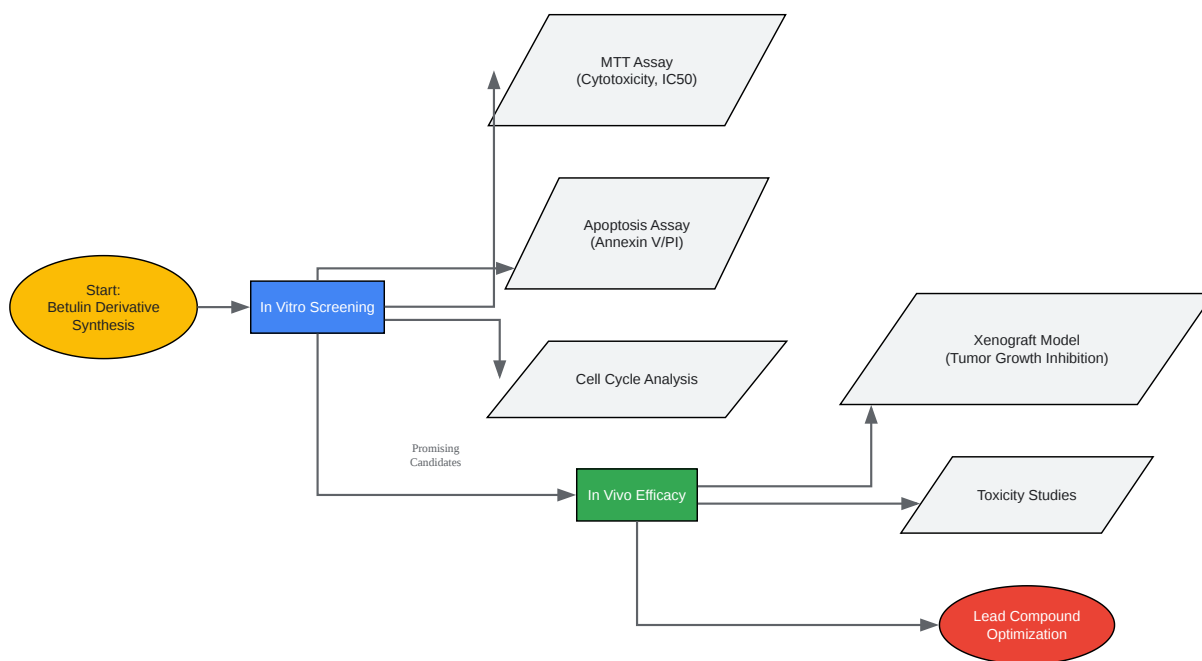 MTT Assay
(Cytotoxicity, IC50)
Apoptosis Assay
(Annexin V/PI)
Start:
Betulin Derivative
Synthesis
In Vitro Screening
Xenograft Model
(Tumor Growth Inhibition)
Cell Cycle Analysis
Promising
Candidates
In Vivo Efficacy
Toxicity Studies
Lead Compound
Optimization